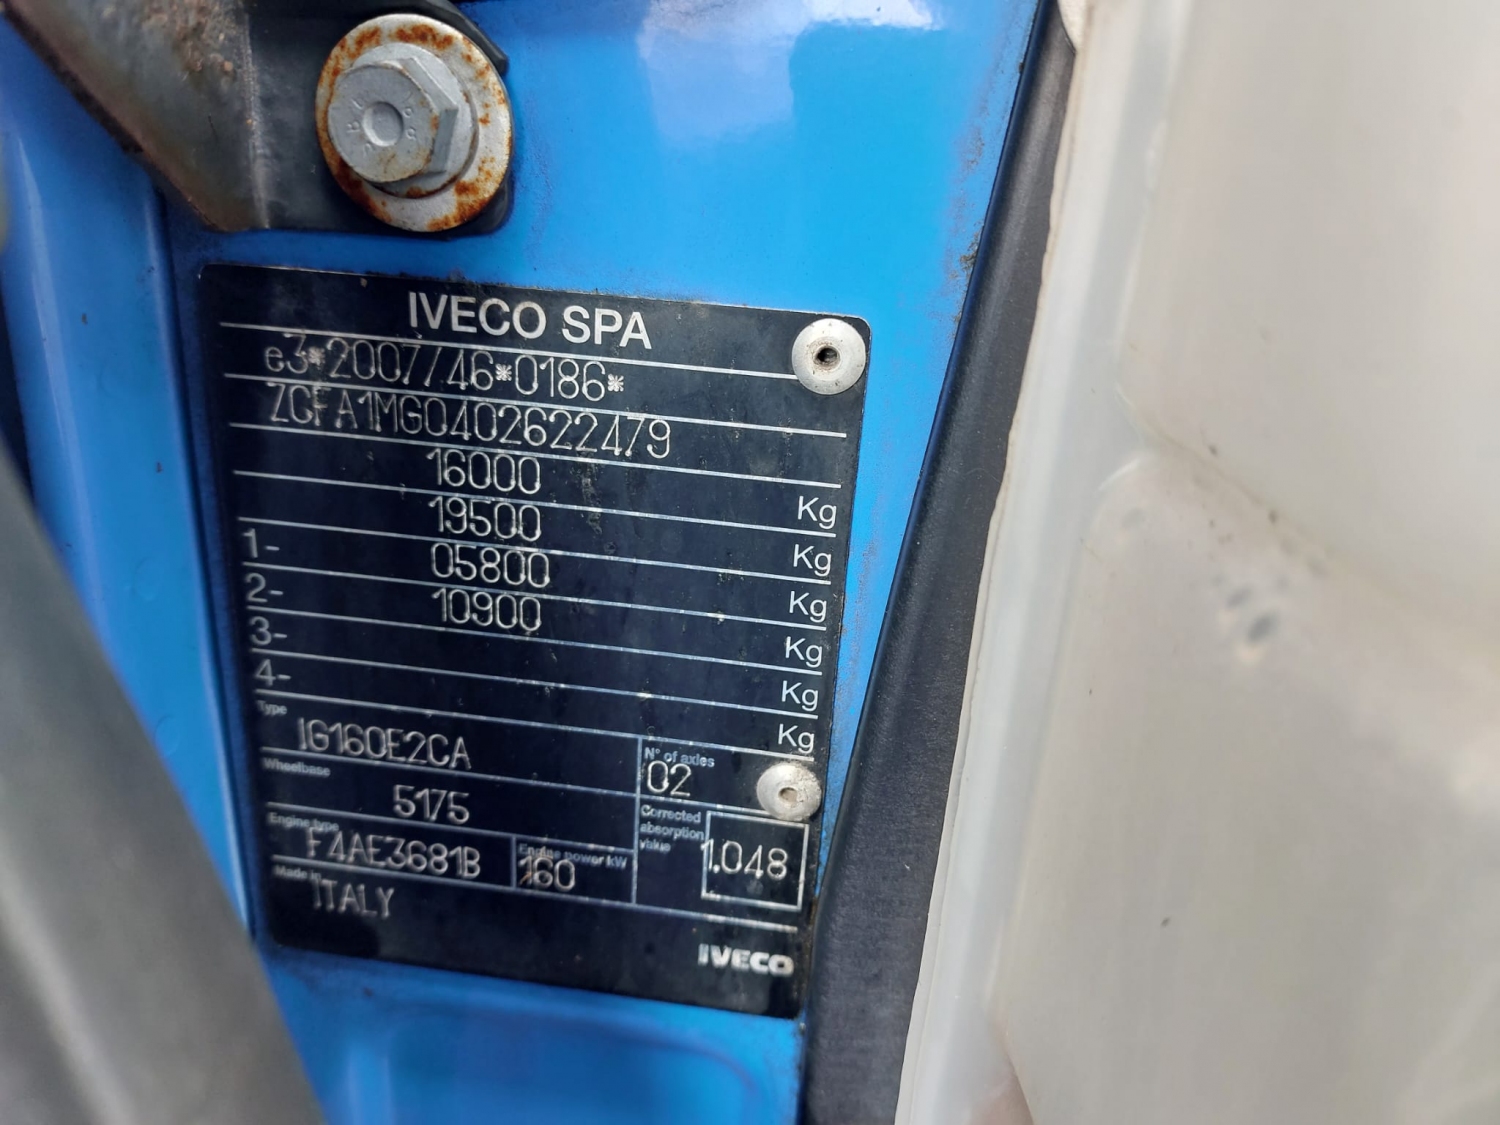 IVECO SPA
e3*2007/46*0186*
ZCFA1MG0402622479
16000 Kg
19500 Kg
1- 05800 Kg
2- 10900 Kg
3- Kg
4- Kg
Type
IG160E2CA
N° of axles
02
Wheelbase
5175
Corrected
absorption
value
1.048
Engine type
F4AE3681B
Engine power kW
160
Made in
ITALY
IVECO